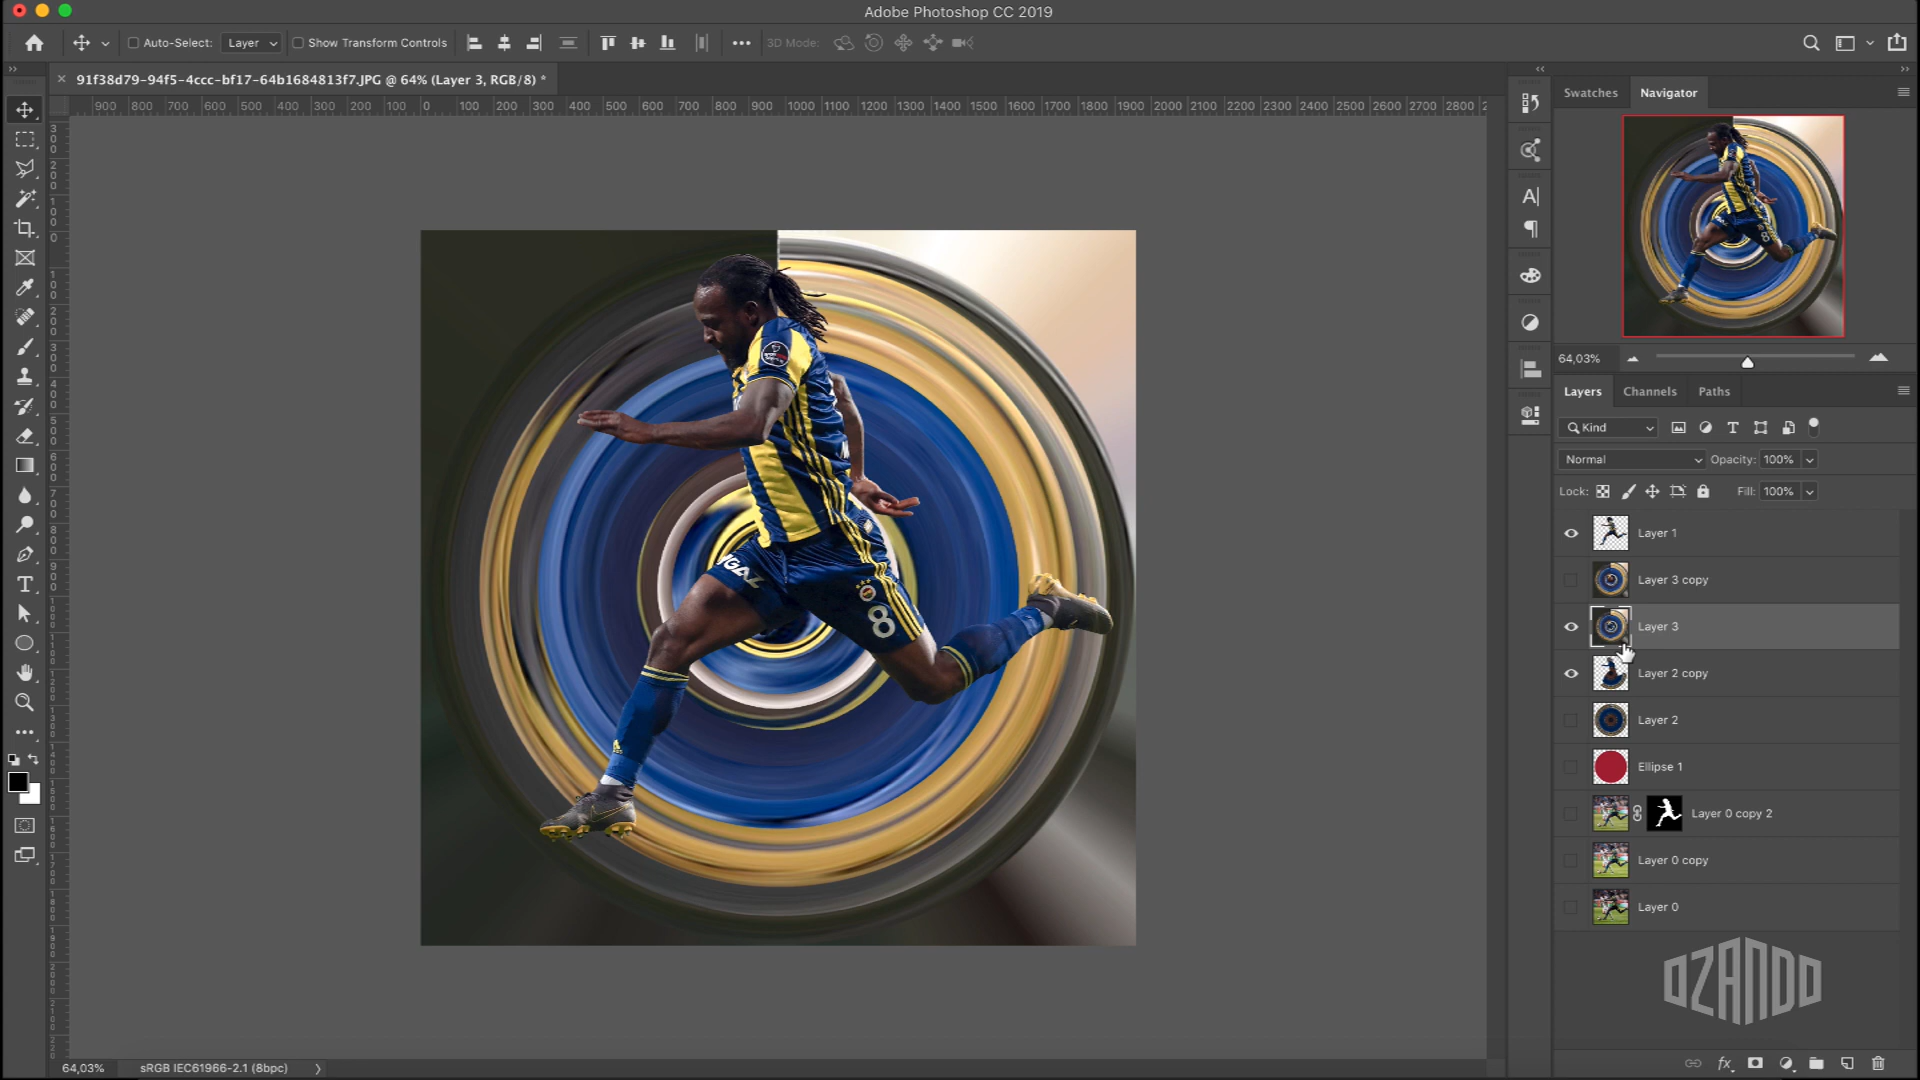 Adobe Photoshop CC 2019
Auto-Select: Layer Show Transform Controls 3D Mode:
91f38d79-94f5-4ccc-bf17-64b1684813f7.JPG @ 64% (Layer 3, RGB/8) *
900 800 700 600 500 400 300 200 100 0 100 200 300 400 500 600 700 800 900 1000 1100 1200 1300 1400 1500 1600 1700 1800 1900 2000 2100 2200 2300 2400 2500 2600 2700 2800
Swatches Navigator
64,03%
Layers Channels Paths
Kind
Normal Opacity: 100%
Lock: Fill: 100%
Layer 1
Layer 3 copy
Layer 3
Layer 2 copy
Layer 2
Ellipse 1
Layer 0 copy 2
Layer 0 copy
Layer 0
8
OZANDO
64,03% sRGB IEC61966-2.1 (8bpc)